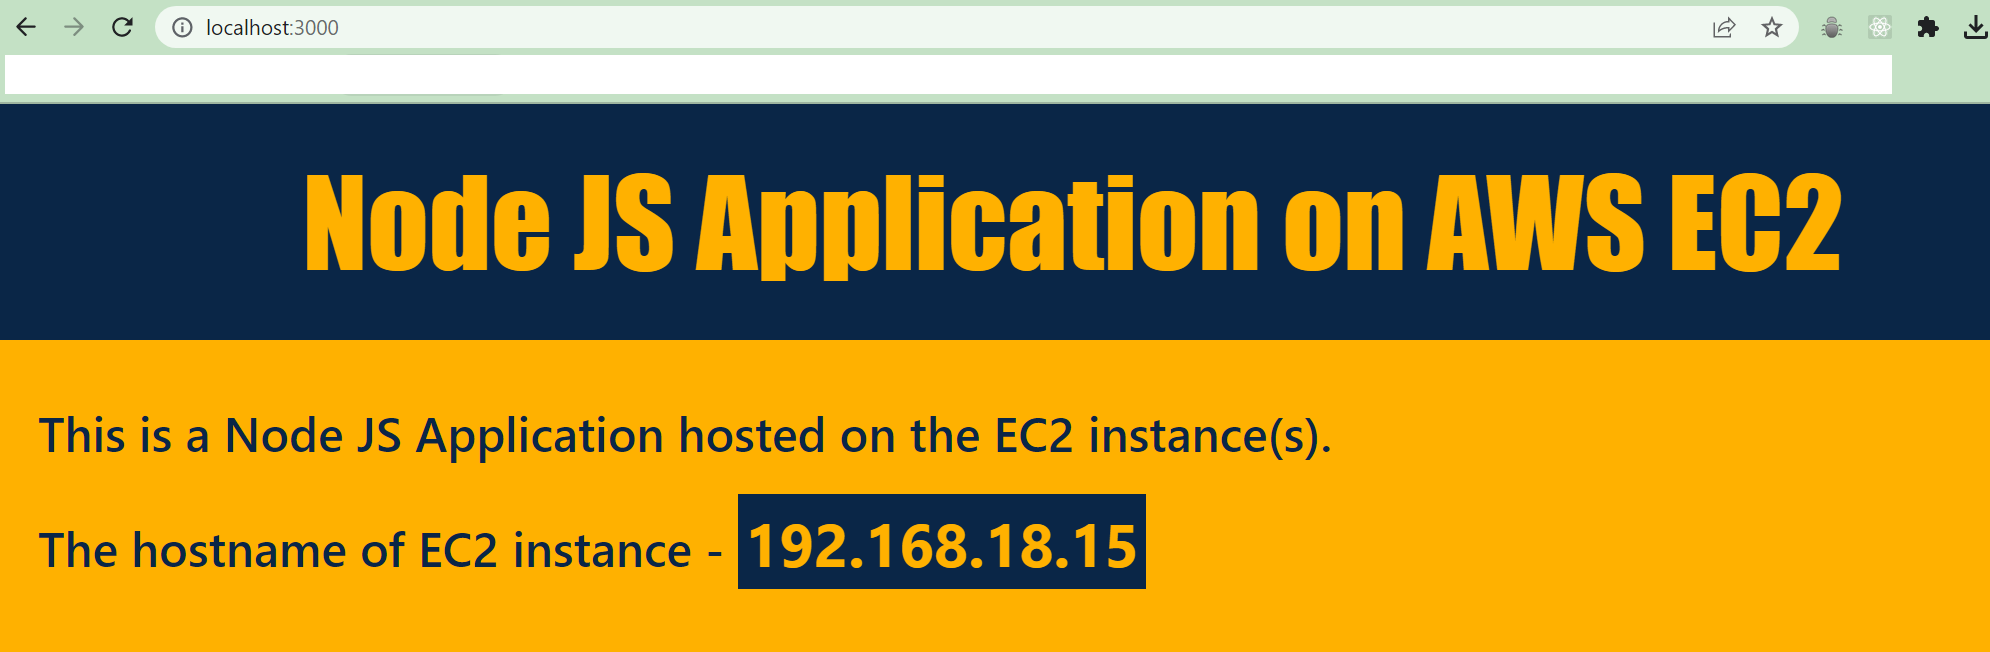 localhost:3000
Node JS Application on AWS EC2
This is a Node JS Application hosted on the EC2 instance(s).
The hostname of EC2 instance - 192.168.18.15